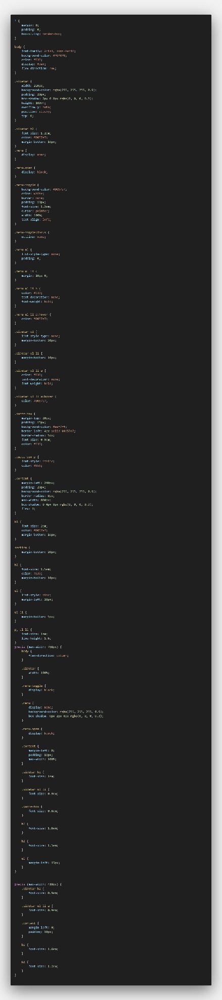 * {
margin: 0;
padding: 0;
box-sizing: border-box;
}
body {
font-family: Arial, sans-serif;
background-color: #f0f0f0;
color: #333;
display: flex;
flex-direction: row;
}
.sidebar {
width: 220px;
background-color: rgba(255, 255, 255, 0.9);
padding: 20px;
box-shadow: 2px 0 8px rgba(0, 0, 0, 0.3);
height: 100vh;
overflow-y: auto;
position: sticky;
top: 0;
}
.sidebar h2 {
font-size: 1.2em;
color: #0057e7;
margin-bottom: 10px;
}
.menu {
display: none;
}
.menu.open {
display: block;
}
.menu-toggle {
background-color: #0057e7;
color: white;
border: none;
padding: 10px;
font-size: 1.2em;
cursor: pointer;
width: 100%;
text-align: left;
}
.menu-toggle:focus {
outline: none;
}
.menu ul {
list-style-type: none;
padding: 0;
}
.menu ul li {
margin: 10px 0;
}
.menu ul li a {
color: #333;
text-decoration: none;
font-weight: bold;
}
.menu ul li a:hover {
color: #0057e7;
}
.sidebar ul {
list-style-type: none;
margin-bottom: 20px;
}
.sidebar ul li {
margin-bottom: 10px;
}
.sidebar ul li a {
color: #333;
text-decoration: none;
font-weight: bold;
}
.sidebar ul li a:hover {
color: #0057e7;
}
.quote-box {
margin-top: 20px;
padding: 15px;
background-color: #eef7ff;
border-left: 4px solid #0057e7;
border-radius: 5px;
font-size: 0.9em;
color: #333;
}
.quote-box p {
font-style: italic;
color: #555;
}
.content {
margin-left: 240px;
padding: 20px;
background-color: rgba(255, 255, 255, 0.9);
border-radius: 8px;
max-width: 800px;
box-shadow: 0 4px 8px rgba(0, 0, 0, 0.3);
flex: 1;
}
h1 {
font-size: 2em;
color: #0057e7;
margin-bottom: 10px;
}
section {
margin-bottom: 20px;
}
h2 {
font-size: 1.5em;
color: #333;
margin-bottom: 10px;
}
ul {
list-style: disc;
margin-left: 20px;
}
ul li {
margin-bottom: 5px;
}
p, ul li {
font-size: 1em;
line-height: 1.6;
}
@media (max-width: 768px) {
body {
flex-direction: column;
}
.sidebar {
width: 100%;
}
.menu-toggle {
display: block;
}
.menu {
display: none;
background-color: rgba(255, 255, 255, 0.9);
box-shadow: 0px 2px 8px rgba(0, 0, 0, 0.3);
}
.menu.open {
display: block;
}
.content {
margin-left: 0;
padding: 10px;
max-width: 100%;
}
.sidebar h2 {
font-size: 1em;
}
.sidebar ul li {
font-size: 0.9em;
}
.quote-box {
font-size: 0.8em;
}
h1 {
font-size: 1.8em;
}
h2 {
font-size: 1.3em;
}
ul {
margin-left: 15px;
}
}
@media (max-width: 480px) {
.sidebar h2 {
font-size: 0.9em;
}
.sidebar ul li a {
font-size: 0.9em;
}
.content {
margin-left: 0;
padding: 10px;
}
h1 {
font-size: 1.6em;
}
h2 {
font-size: 1.2em;
}
}